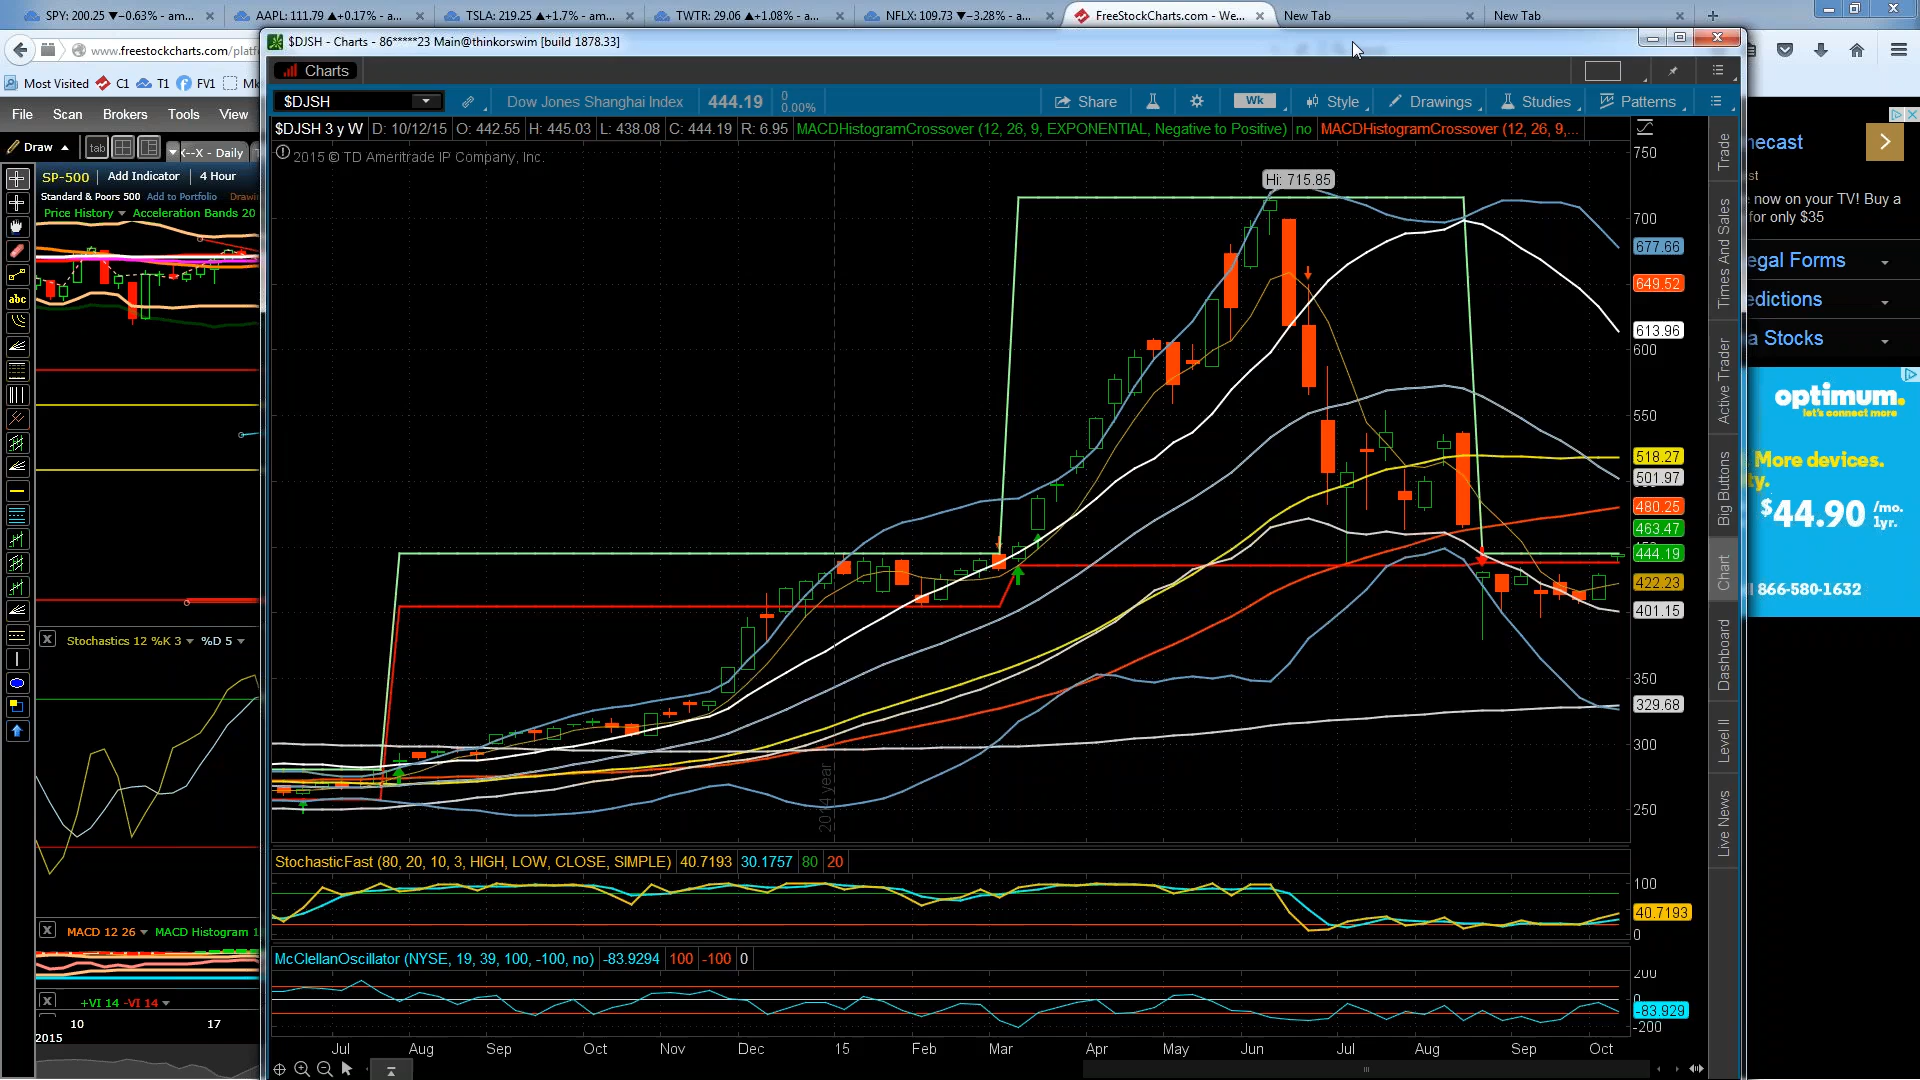 SPY: 200.25 ▼−0.63% - am...
AAPL: 111.79 ▲+0.17% - a...
TSLA: 219.25 ▲+1.7% - am...
TWTR: 29.06 ▲+1.08% - am...
NFLX: 109.73 ▼−3.28% - a...
FreeStockCharts.com - We...
New Tab
New Tab
www.freestockcharts.com/platf
$DJSH - Charts - 86*****23 Main@thinkorswim [build 1878.33]
Most Visited C1 T1 FV1 Mk
Charts
File Scan Brokers Tools View
$DJSH Dow Jones Shanghai Index 444.19 0 0.00% Share Wk Style Drawings Studies Patterns
$DJSH 3 y W D: 10/12/15 O: 442.55 H: 445.03 L: 438.08 C: 444.19 R: 6.95 MACDHistogramCrossover (12, 26, 9, EXPONENTIAL, Negative to Positive) no MACDHistogramCrossover (12, 26, 9,...
Draw tab X--X - Daily
2015 © TD Ameritrade IP Company, Inc.
SP-500 Add Indicator 4 Hour
Standard & Poors 500 Add to Portfolio Drawin
Price History Acceleration Bands 20
abc
Hi: 715.85
750
700
677.66
649.52
613.96
600
550
518.27
501.97
480.25
463.47
444.19
422.23
401.15
350
329.68
300
250
2014 year
Trade
Times And Sales
Active Trader
Big Buttons
Chart
Dashboard
Level II
Live News
Stochastics 12 %K 3 %D 5
StochasticFast (80, 20, 10, 3, HIGH, LOW, CLOSE, SIMPLE) 40.7193 30.1757 80 20
100
40.7193
0
MACD 12 26 MACD Histogram 1
McClellanOscillator (NYSE, 19, 39, 100, -100, no) -83.9294 100 -100 0
200
0
-83.929
-200
+VI 14 -VI 14
10 17
2015
Jul Aug Sep Oct Nov Dec 15 Feb Mar Apr May Jun Jul Aug Sep Oct
necast
st
now on your TV! Buy a
for only $35
egal Forms
edictions
a Stocks
optimum.
let's connect more
More devices.
ty.
$44.90 /mo.
1yr.
l 866-580-1632